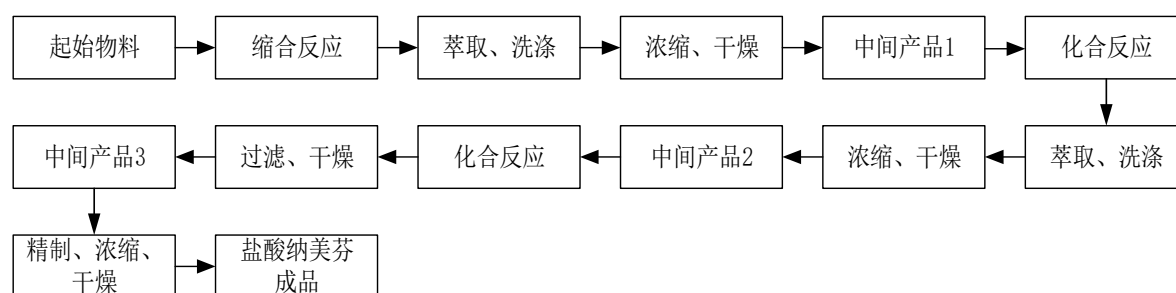 起始物料
缩合反应
萃取、洗涤
浓缩、干燥
中间产品1
化合反应
萃取、洗涤
浓缩、干燥
中间产品2
化合反应
过滤、干燥
中间产品3
精制、浓缩、
干燥
盐酸纳美芬
成品